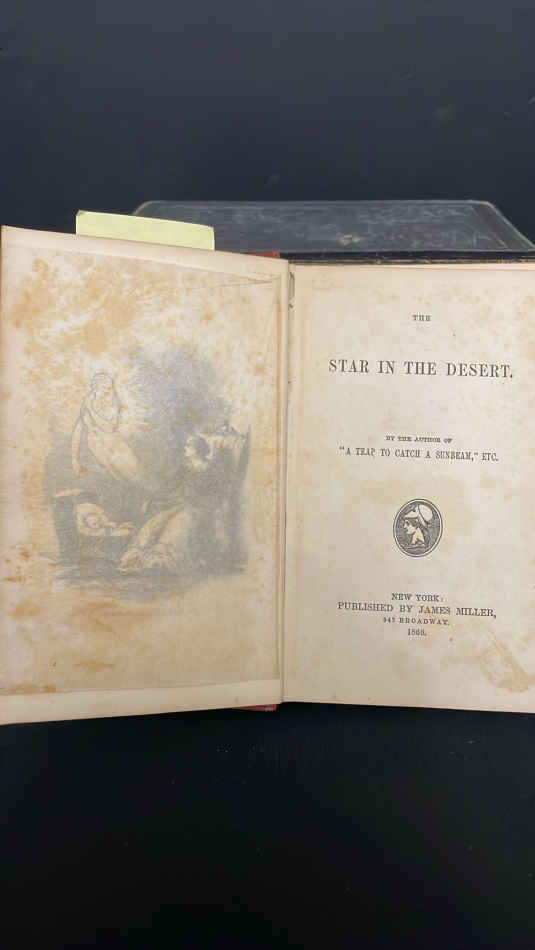 THE
STAR IN THE DESERT.
BY THE AUTHOR OF
"A TRAP TO CATCH A SUNBEAM," ETC.
NEW YORK:
PUBLISHED BY JAMES MILLER,
BROADWAY.